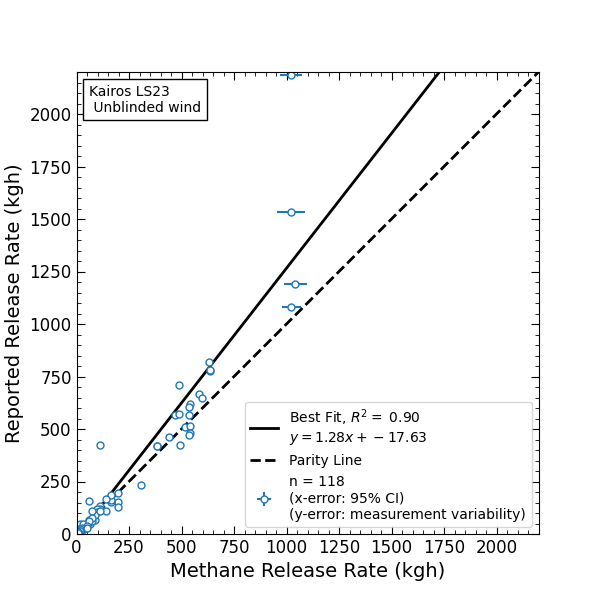 Kairos LS23
Unblinded wind
Reported Release Rate (kgh)
2000
1750
1500
1250
1000
750
500
250
0
Best Fit, R² = 0.90
y = 1.28x + −17.63
Parity Line
n = 118
(x-error: 95% CI)
(y-error: measurement variability)
0 250 500 750 1000 1250 1500 1750 2000
Methane Release Rate (kgh)